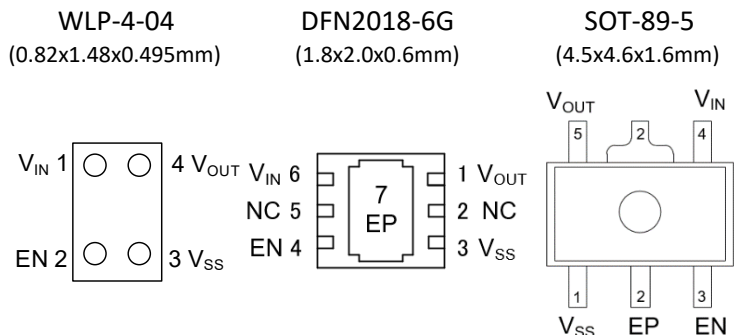 WLP-4-04 DFN2018-6G SOT-89-5
(0.82x1.48x0.495mm) (1.8x2.0x0.6mm) (4.5x4.6x1.6mm)
VOUT VIN
5 2 4
VIN 1 4 VOUT VIN 6 7 1 VOUT
NC 5 EP 2 NC
EN 2 3 VSS EN 4 3 VSS
1 2 3
VSS EP EN